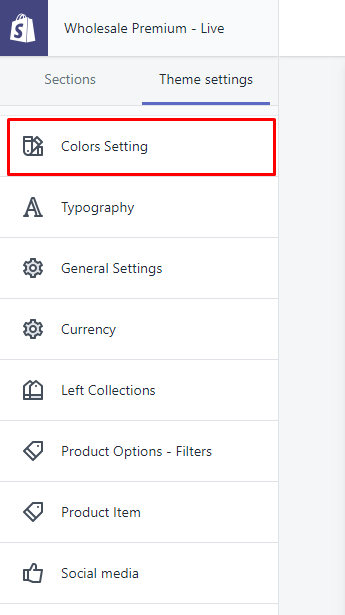 Wholesale Premium - Live
Sections Theme settings
Colors Setting
Typography
General Settings
Currency
Left Collections
Product Options - Filters
Product Item
Social media